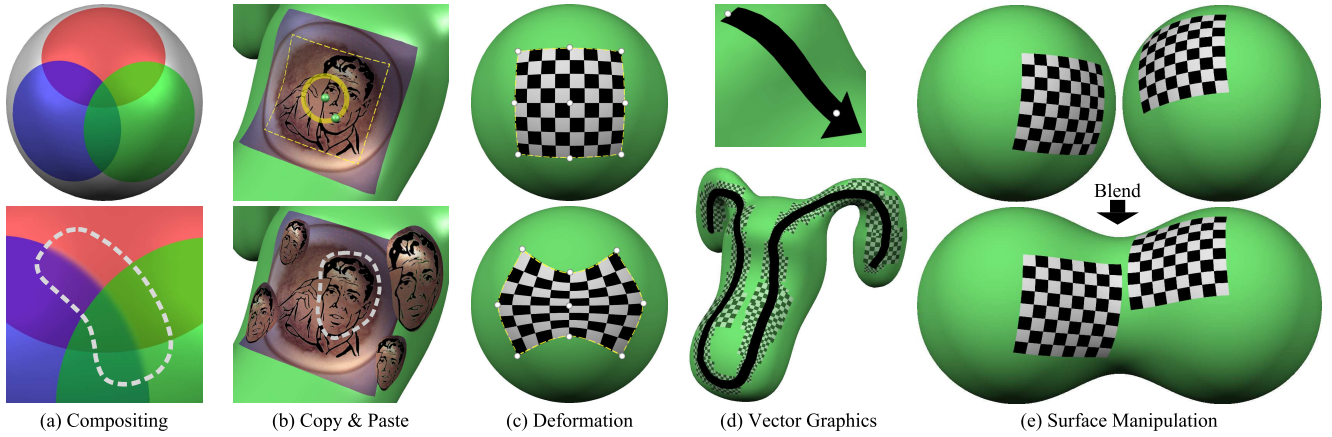 Blend
(a) Compositing
(b) Copy & Paste
(c) Deformation
(d) Vector Graphics
(e) Surface Manipulation